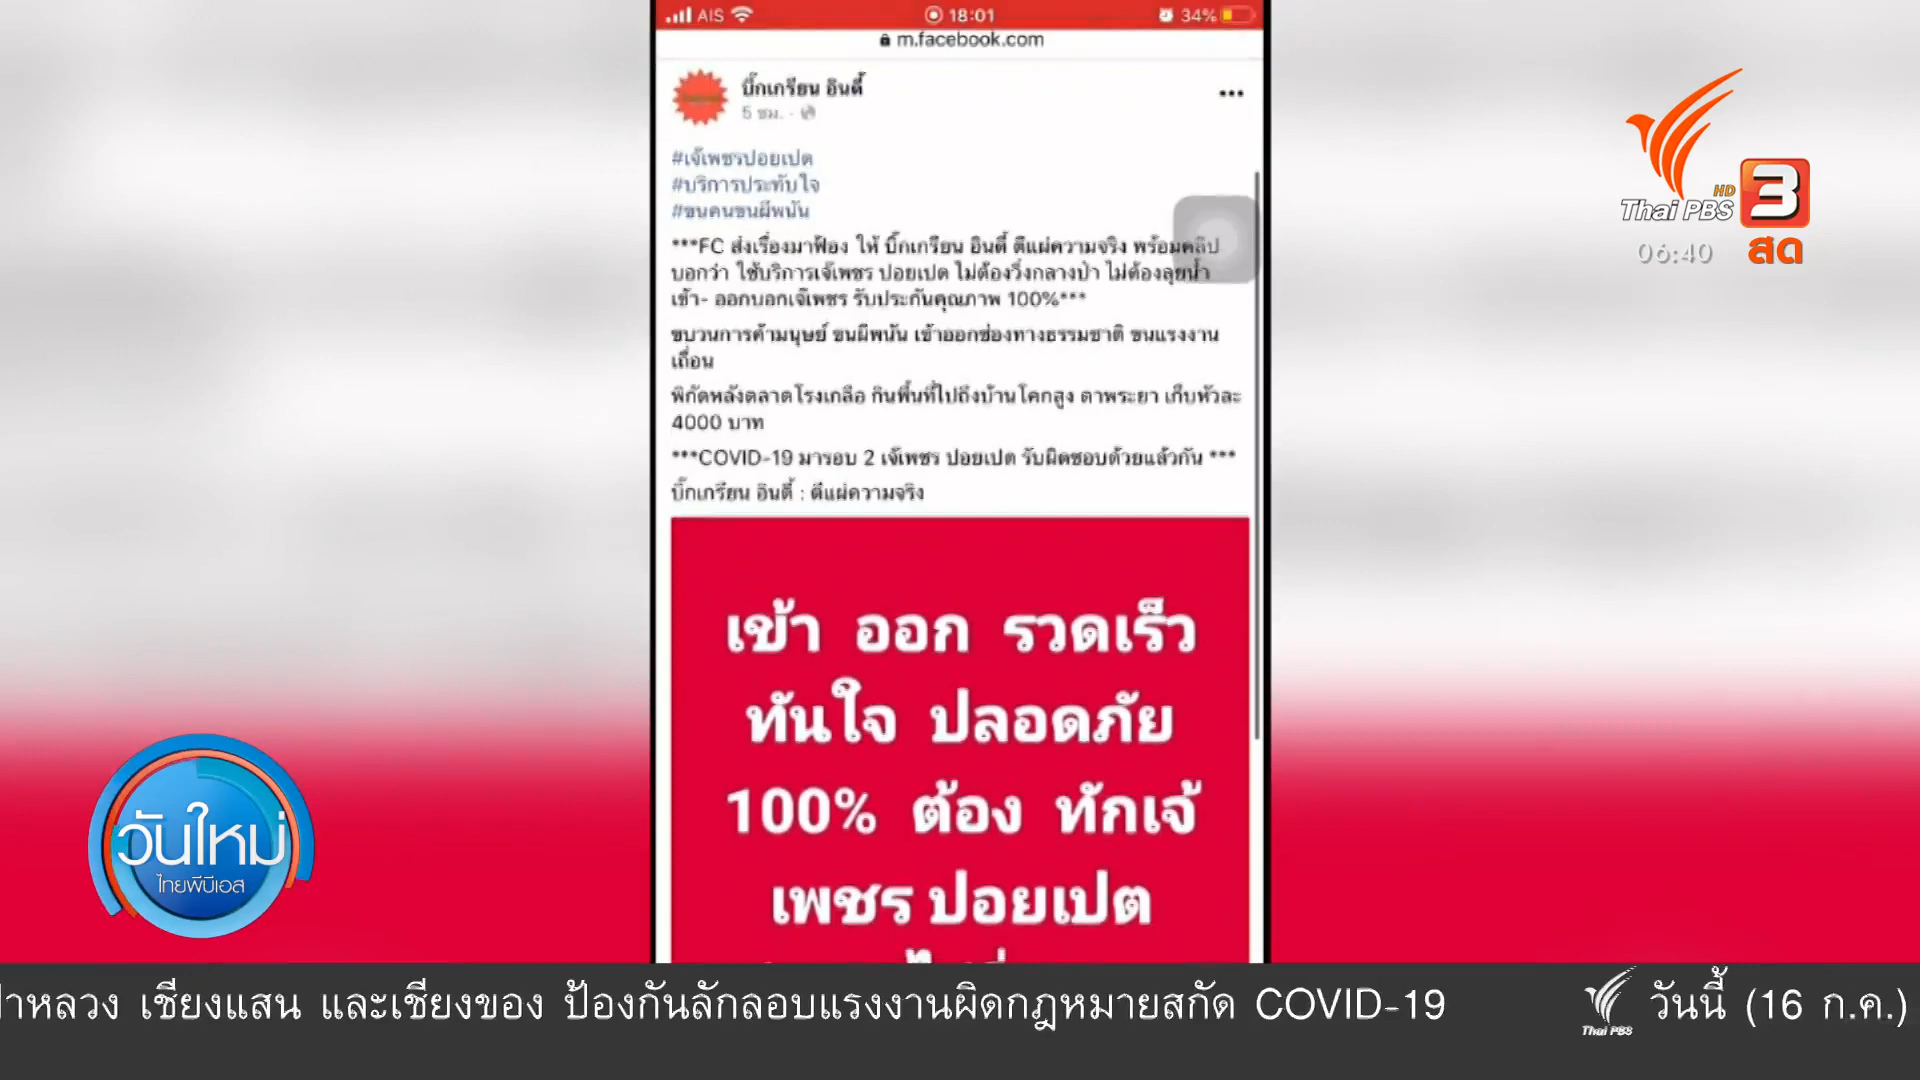 AIS
18:01
34%
m.facebook.com
บิ๊กเกรียน อินดี้
5 ชม.
#เจ๊เพชรปอยเปต
#บริการประทับใจ
#ขนคนขนผีพนัน
***FC ส่งเรื่องมาฟ้อง ให้ บิ๊กเกรียน อินดี้ ตีแผ่ความจริง พร้อมคลิป
บอกว่า ใช้บริการเจ๊เพชร ปอยเปต ไม่ต้องวิ่งกลางป่า ไม่ต้องลุยน้ำ
เข้า- ออกบอกเจ๊เพชร รับประกันคุณภาพ 100%***
ขบวนการค้ามนุษย์ ขนผีพนัน เข้าออกช่องทางธรรมชาติ ขนแรงงาน
เถื่อน
พิกัดหลังตลาดโรงเกลือ กินพื้นที่ไปถึงบ้านโคกสูง ตาพระยา เก็บหัวละ
4000 บาท
***COVID-19 มารอบ 2 เจ๊เพชร ปอยเปต รับผิดชอบด้วยแล้วกัน ***
บิ๊กเกรียน อินดี้ : ตีแผ่ความจริง
เข้า ออก รวดเร็ว
ทันใจ ปลอดภัย
100% ต้อง ทักเจ้
เพชร ปอยเปต
Thai PBS HD 3
06:40 สด
วันใหม่
ไทยพีบีเอส
าหลวง เชียงแสน และเชียงของ ป้องกันลักลอบแรงงานผิดกฎหมายสกัด COVID-19
Thai PBS วันนี้ (16 ก.ค.)